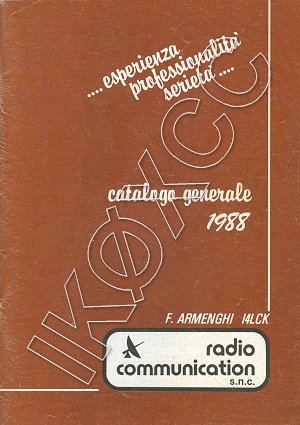 ....esperienza
professionalità
serietà....
catalogo generale
1988
F. ARMENGHI I4LCK
radio
communication
s.n.c.
IKØXCC